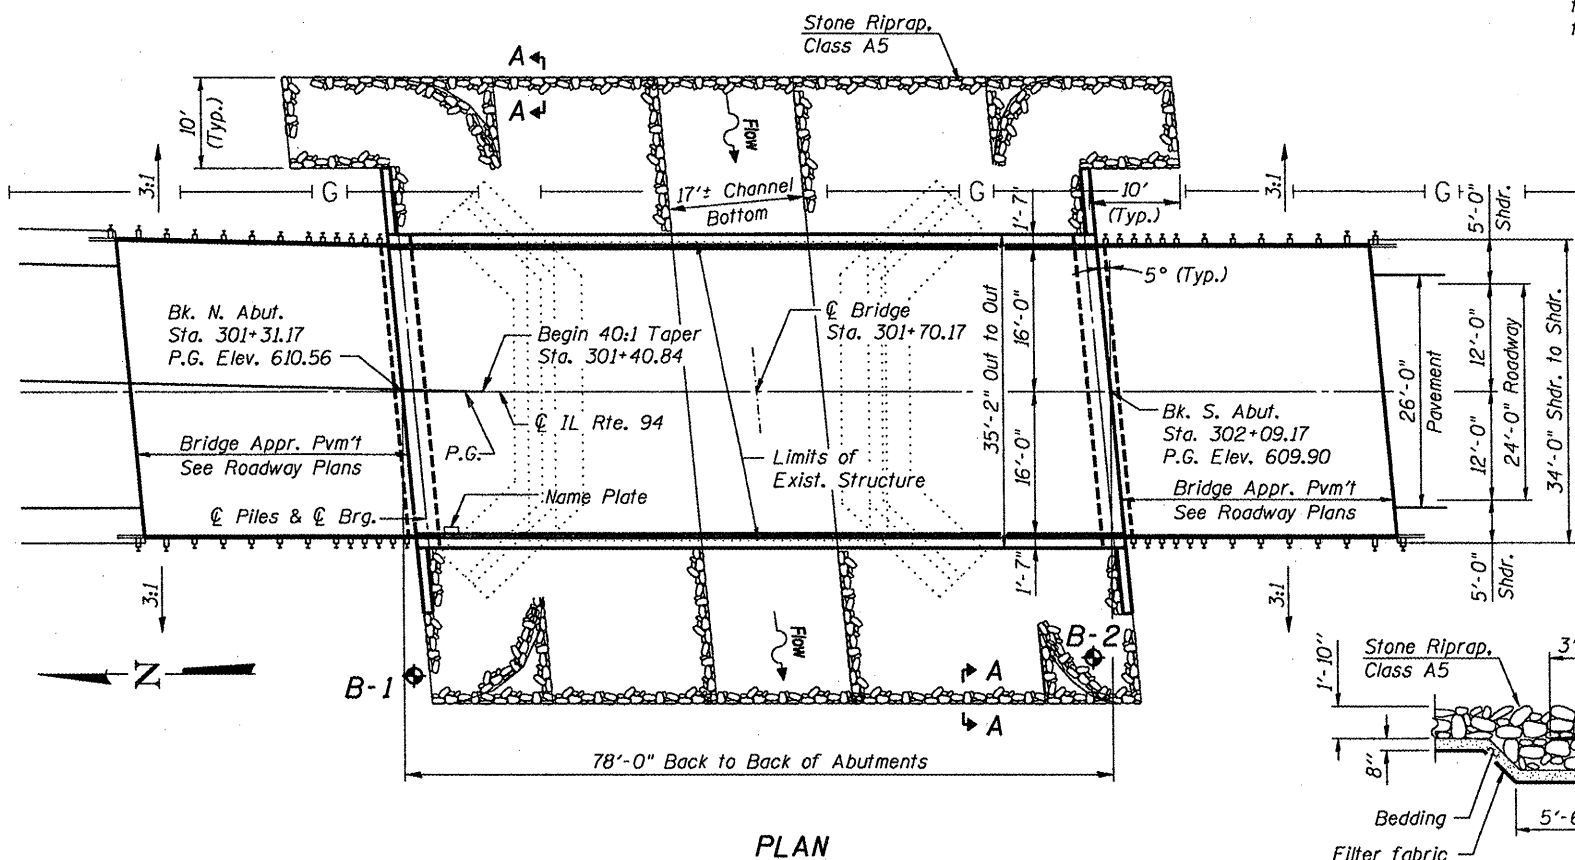 Stone Riprap,
Class A5
A
A
10'
(Typ.)
Flow
3:1
G
17'± Channel
Bottom
G
10'
(Typ.)
3:1
G
1'-7"
5'-0"
Shdr.
5° (Typ.)
Bk. N. Abut.
Sta. 301+31.17
P.G. Elev. 610.56
Begin 40:1 Taper
Sta. 301+40.84
℄ Bridge
Sta. 301+70.17
16'-0"
35'-2" Out to Out
16'-0"
26'-0"
Pavement
12'-0"
12'-0"
24'-0" Roadway
34'-0" Shdr. to Shdr.
℄ IL Rte. 94
P.G.
Bk. S. Abut.
Sta. 302+09.17
P.G. Elev. 609.90
Bridge Appr. Pvm't
See Roadway Plans
Limits of
Exist. Structure
Bridge Appr. Pvm't
See Roadway Plans
Name Plate
℄ Piles & ℄ Brg.
3:1
1'-7"
3:1
5'-0"
Shdr.
Flow
N
B-1
B-2
A
A
Stone Riprap,
Class A5
3'
1'-10"
8"
78'-0" Back to Back of Abutments
Bedding
5'-6
Filter fabric
PLAN